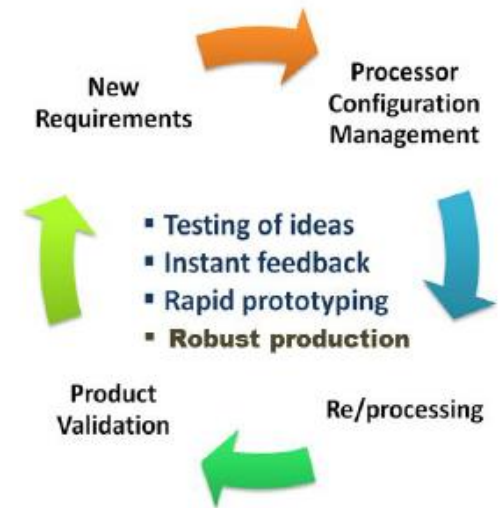 New
Requirements
Processor
Configuration
Management
▪ Testing of ideas
▪ Instant feedback
▪ Rapid prototyping
▪ Robust production
Product
Validation
Re/processing